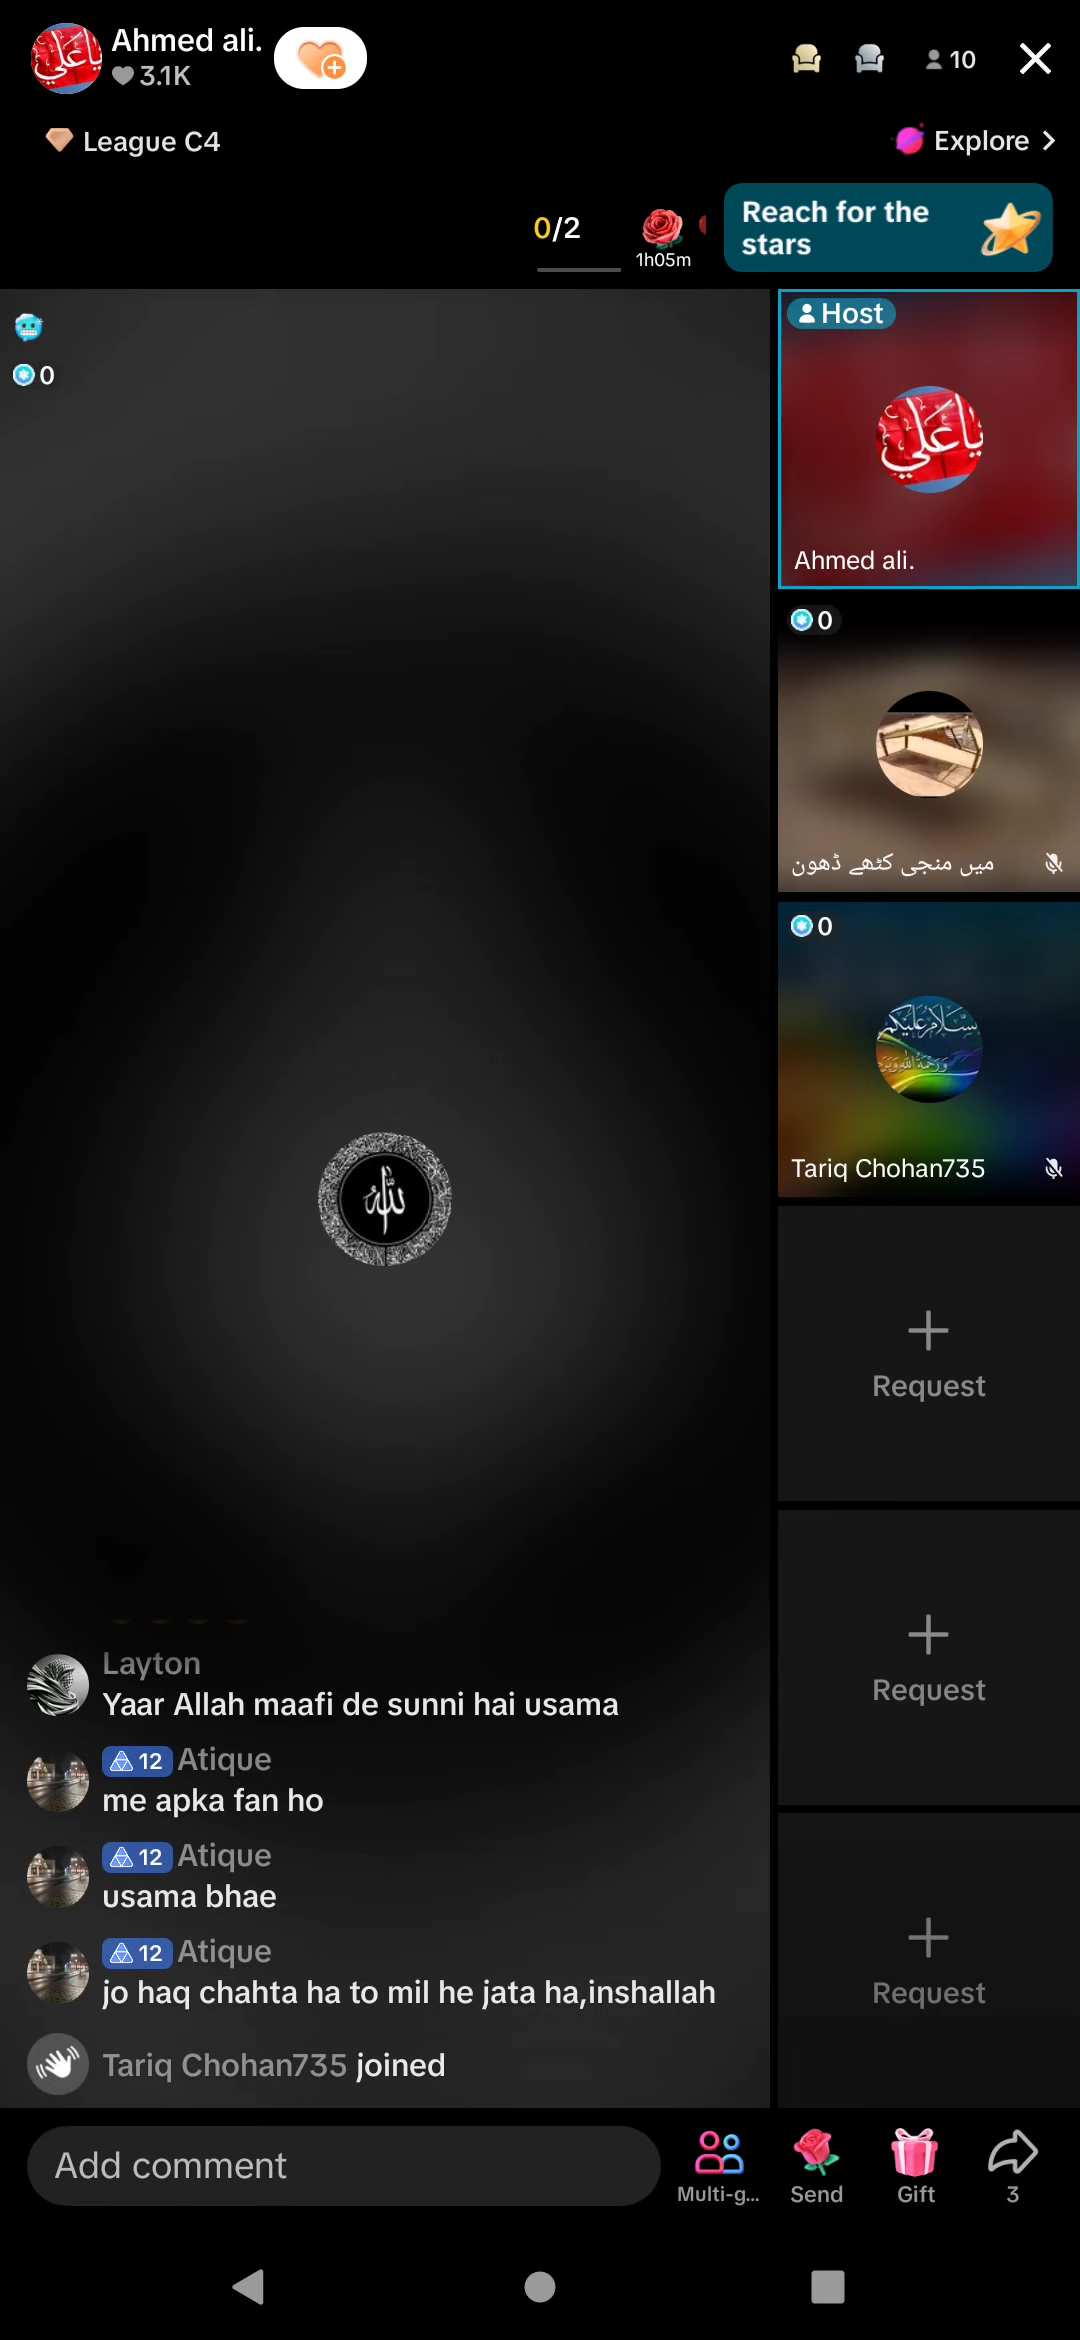 Ahmed ali.
3.1K
10
League C4
Explore
0/2
1h05m
Reach for the
stars
0
Host
يا علي
Ahmed ali.
0
میں منجی کٹھے ڈھون
0
Tariq Chohan735
الله
Request
Request
Request
Layton
Yaar Allah maafi de sunni hai usama
12 Atique
me apka fan ho
12 Atique
usama bhae
12 Atique
jo haq chahta ha to mil he jata ha,inshallah
Tariq Chohan735 joined
Add comment
Multi-g...
Send
Gift
3